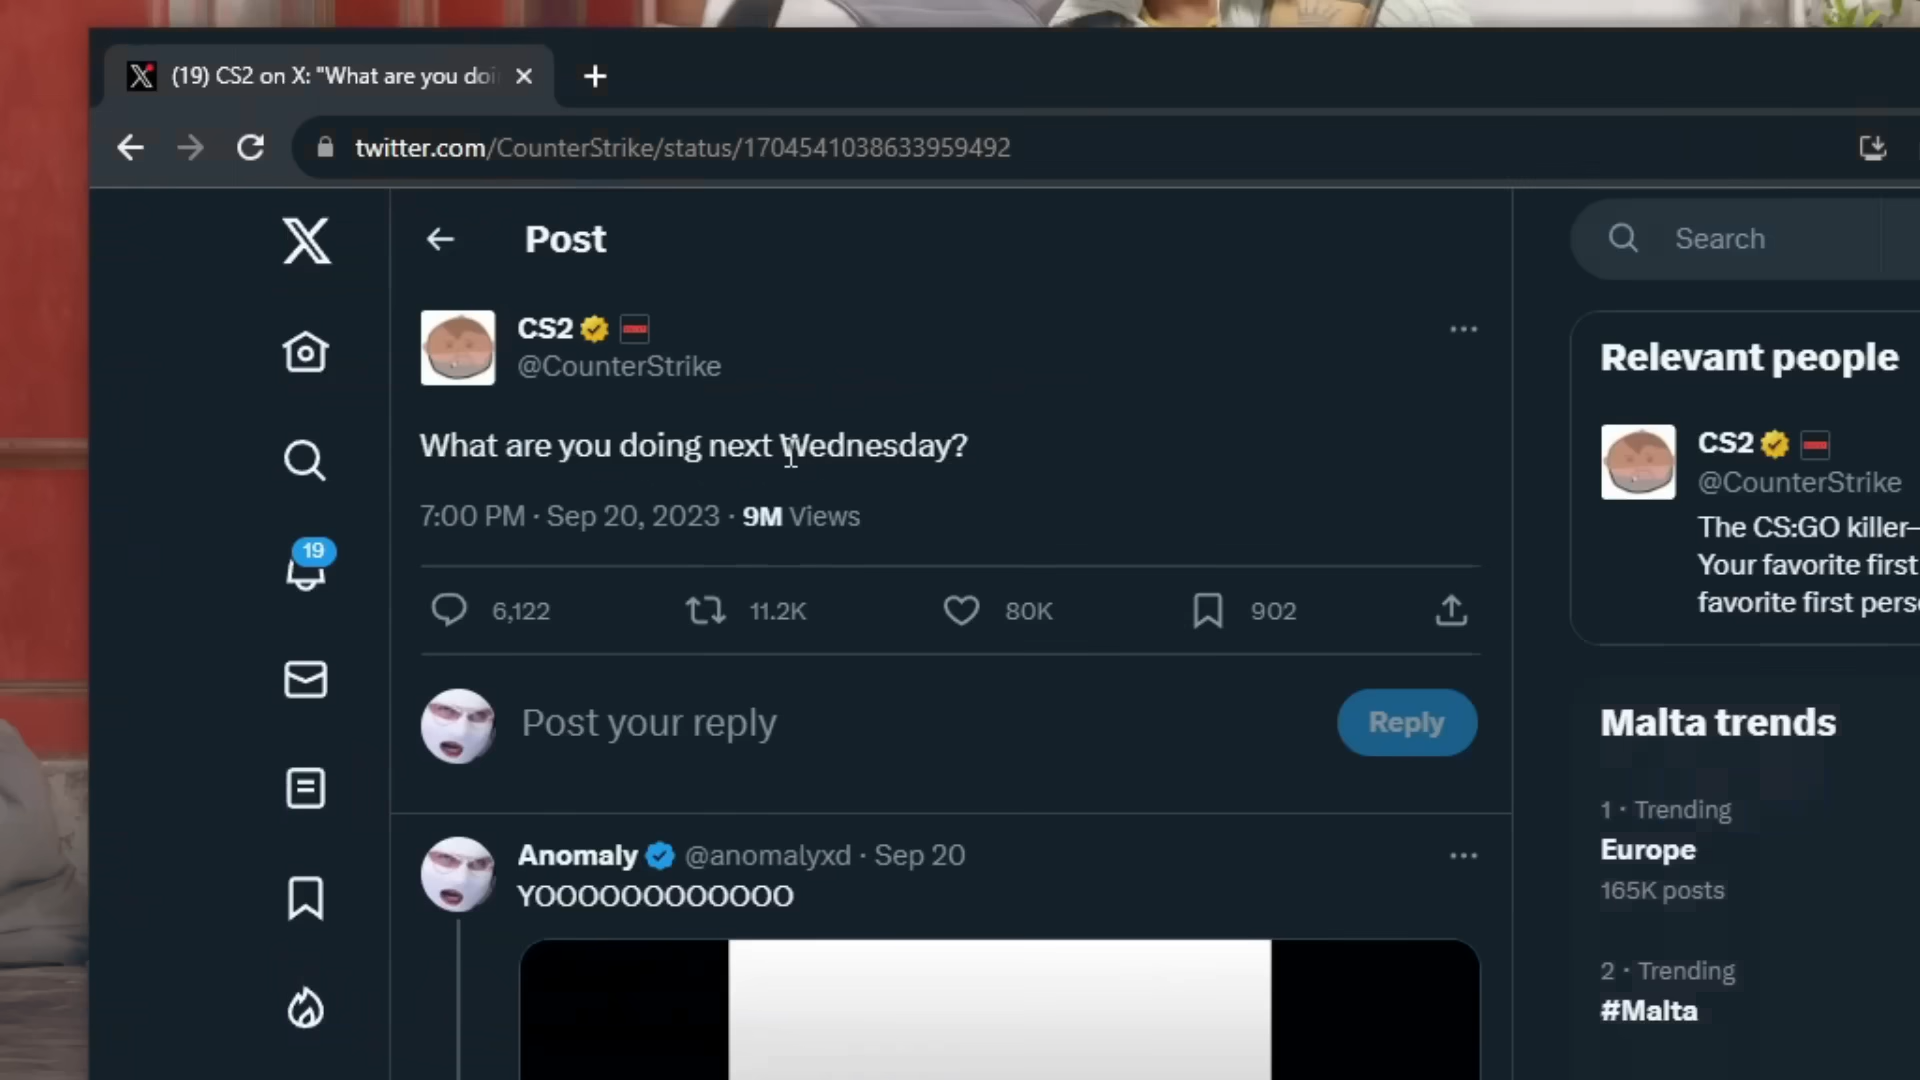 (19) CS2 on X: "What are you doi
twitter.com/CounterStrike/status/1704541038633959492
Post
Search
CS2
@CounterStrike
What are you doing next Wednesday?
7:00 PM · Sep 20, 2023 · 9M Views
6,122 11.2K 80K 902
Post your reply
Reply
Anomaly @anomalyxd · Sep 20
YOOOOOOOOOOOO
19
Relevant people
CS2
@CounterStrike
The CS:GO killer–
Your favorite first
favorite first pers
Malta trends
1 · Trending
Europe
165K posts
2 · Trending
#Malta